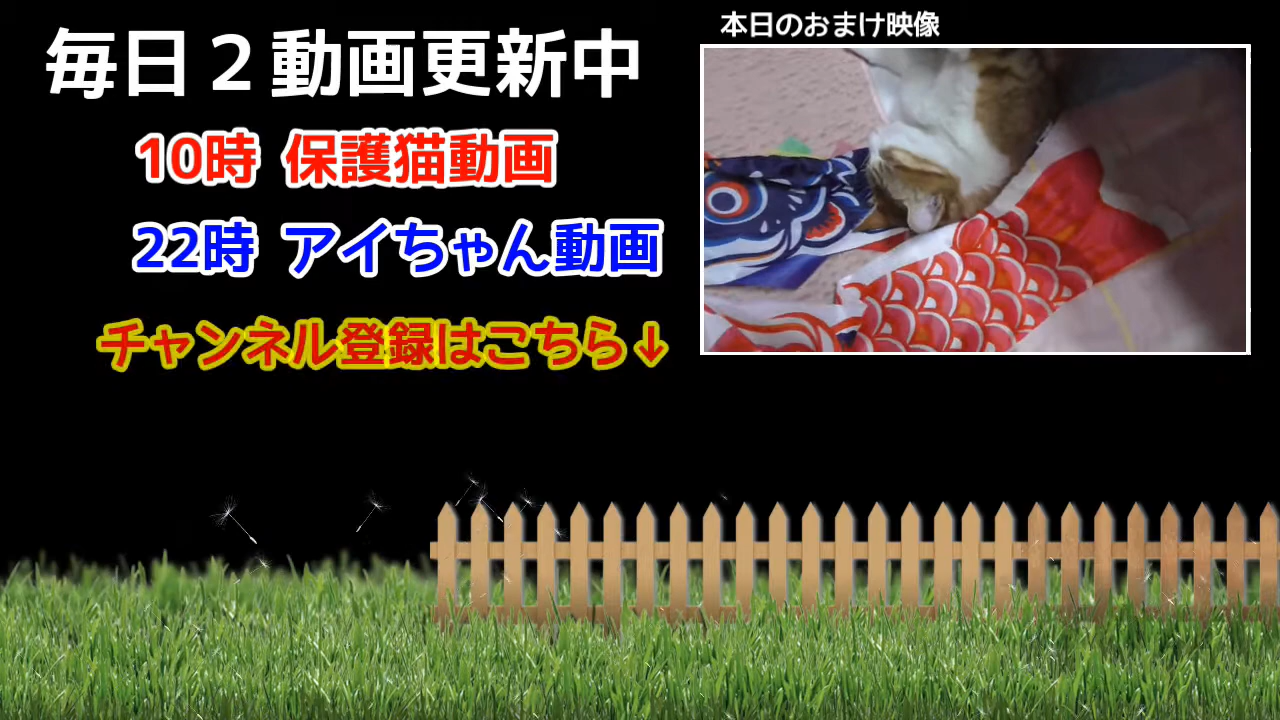 毎日２動画更新中
10時 保護猫動画
22時 アイちゃん動画
チャンネル登録はこちら↓
本日のおまけ映像